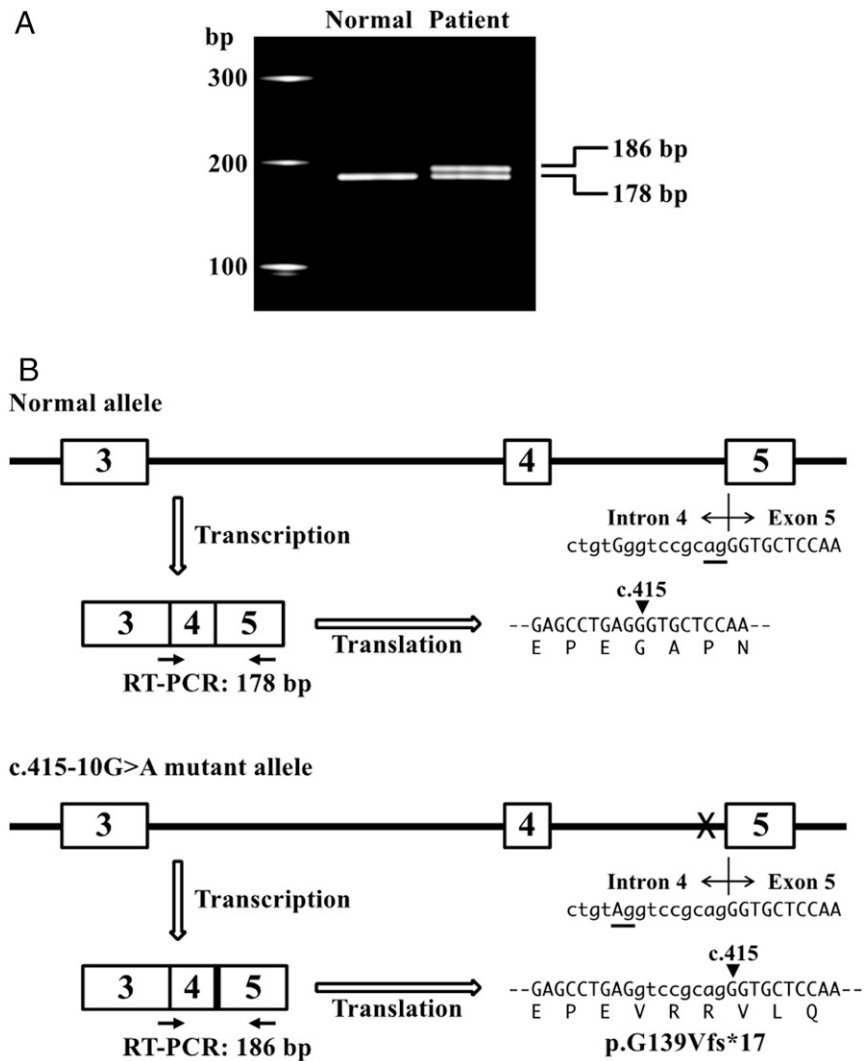 A
Normal Patient
bp
300
200
100
186 bp
178 bp
B
Normal allele
3
4
5
Transcription
Intron 4 ←→ Exon 5
ctgtGggtccgcagGGTGCTCCAA
c.415
3 4 5
Translation
--GAGCCTGAGGGTGCTCCAA--
E P E G A P N
RT-PCR: 178 bp
c.415-10G>A mutant allele
3
4
X
5
Transcription
Intron 4 ←→ Exon 5
ctgtAggtccgcagGGTGCTCCAA
c.415
3 4 5
Translation
--GAGCCTGAGgtccgcagGGTGCTCCAA--
E P E V R R V L Q
RT-PCR: 186 bp
p.G139Vfs*17